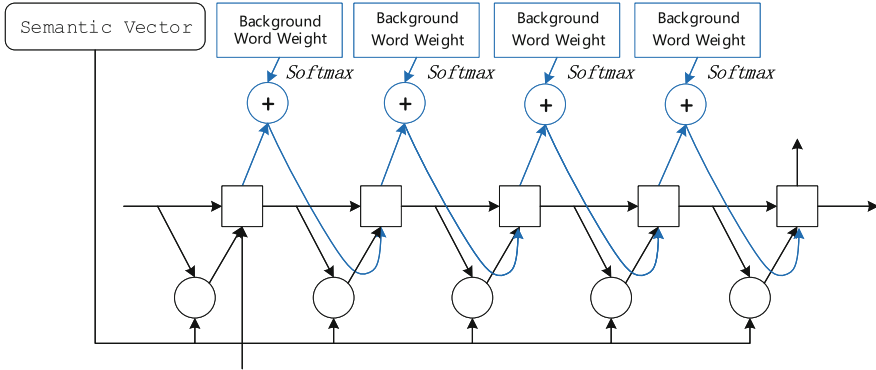 Semantic Vector
Background
Word Weight
Background
Word Weight
Background
Word Weight
Background
Word Weight
Softmax
Softmax
Softmax
Softmax
+
+
+
+